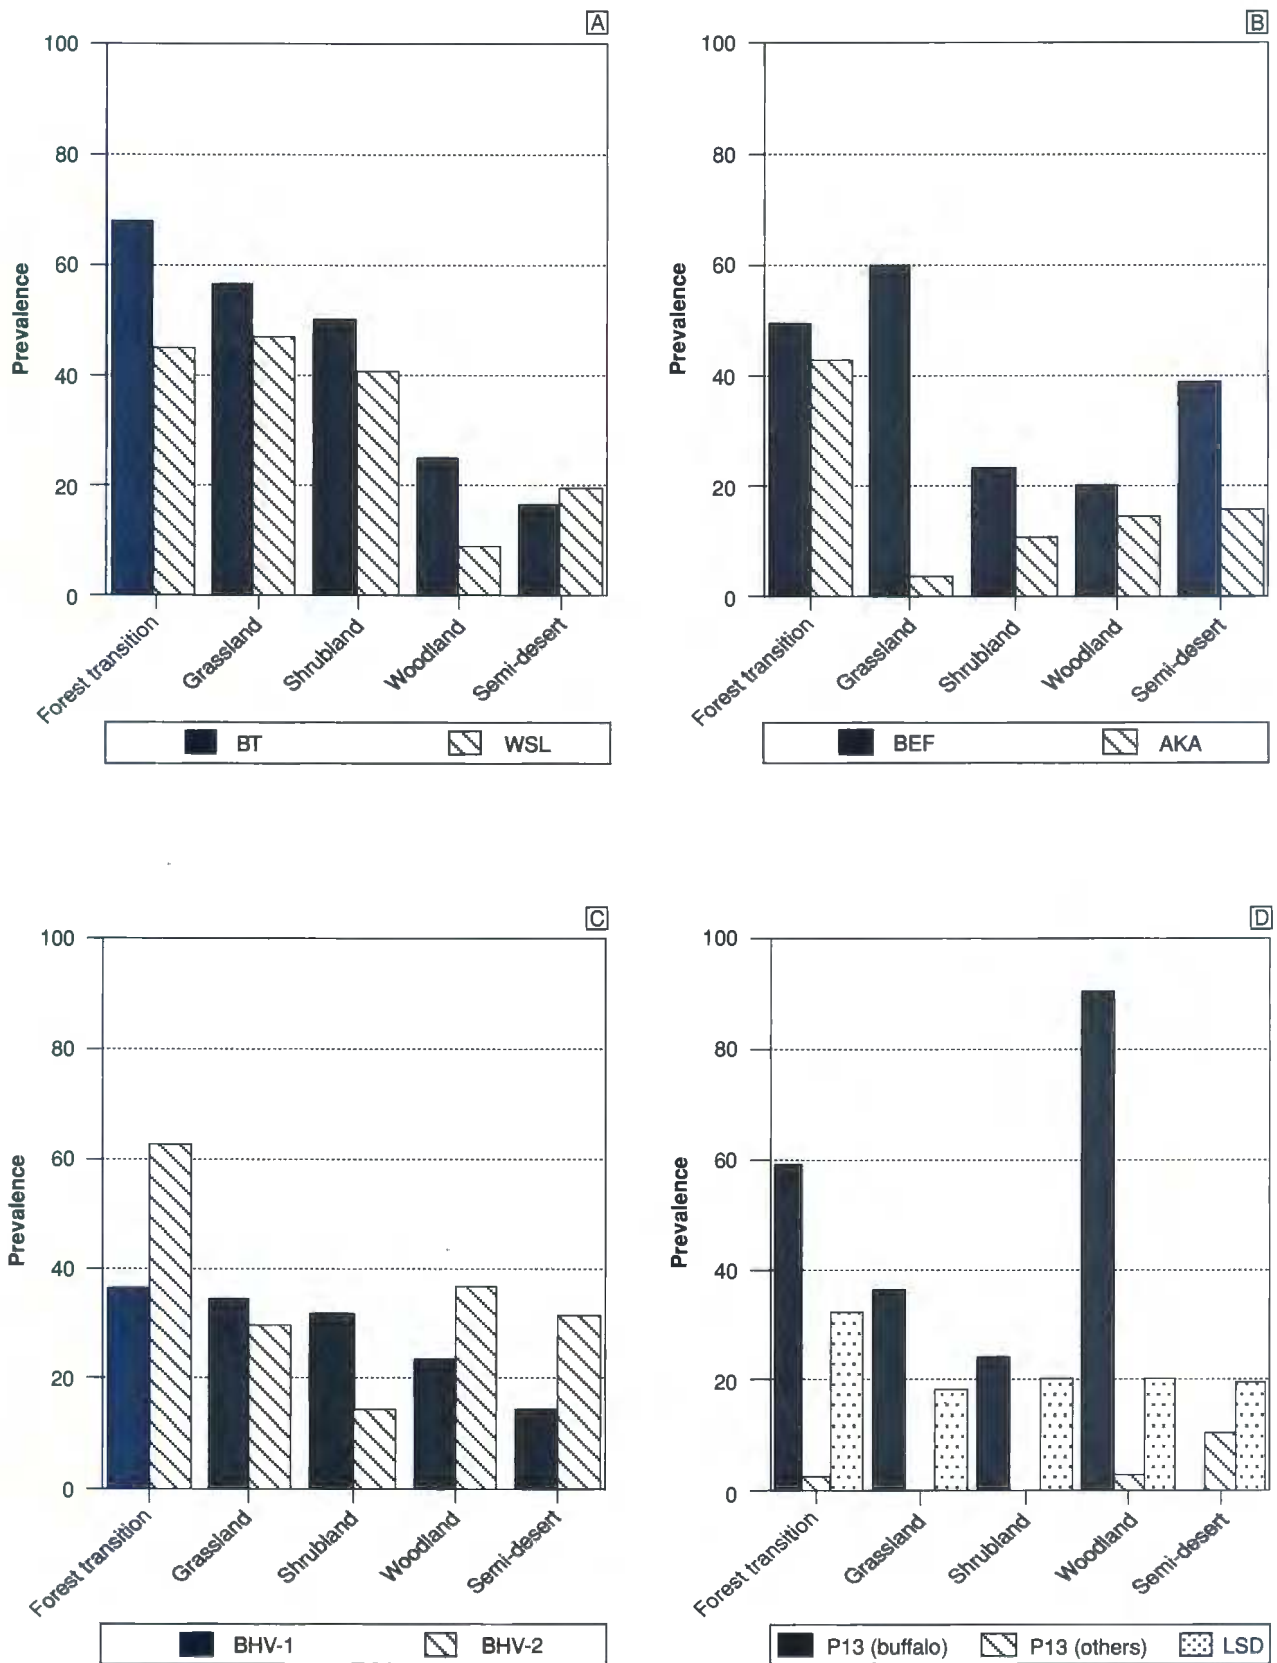 A
100
80
60
40
20
0
Prevalence
Forest transition
Grassland
Shrubland
Woodland
Semi-desert
BT WSL
B
100
80
60
40
20
0
Prevalence
Forest transition
Grassland
Shrubland
Woodland
Semi-desert
BEF AKA
C
100
80
60
40
20
0
Prevalence
Forest transition
Grassland
Shrubland
Woodland
Semi-desert
BHV-1 BHV-2
D
100
80
60
40
20
0
Prevalence
Forest transition
Grassland
Shrubland
Woodland
Semi-desert
P13 (buffalo) P13 (others) LSD